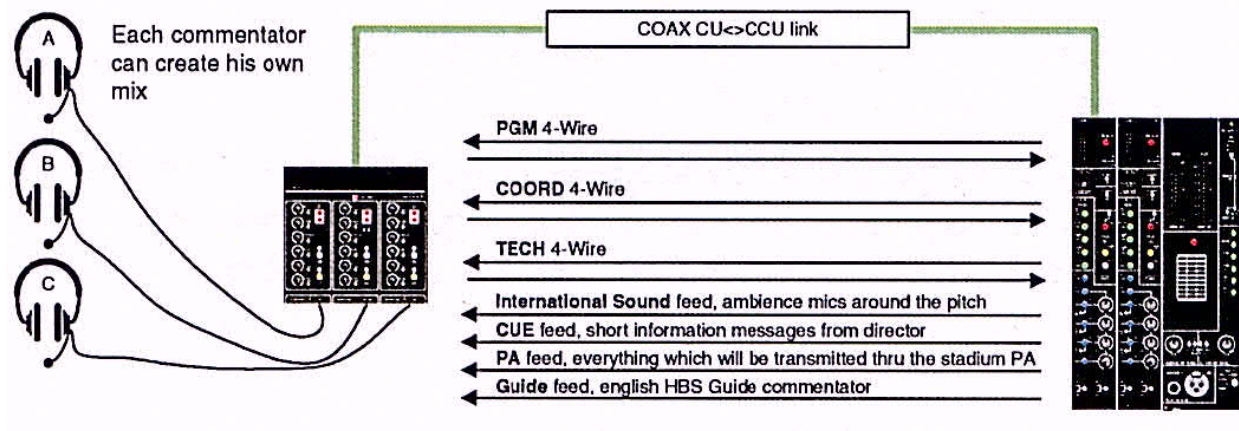 A
Each commentator
can create his own
mix
COAX CU<>CCU link
B
C
PGM 4-Wire
COORD 4-Wire
TECH 4-Wire
International Sound feed, ambience mics around the pitch
CUE feed, short information messages from director
PA feed, everything which will be transmitted thru the stadium PA
Guide feed, english HBS Guide commentator